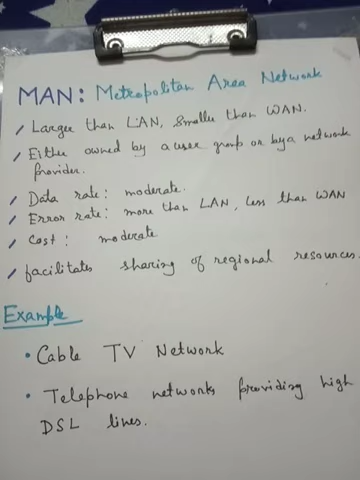 MAN: Metropolitan Area Network
Larger than LAN, Smaller than WAN.
Either owned by a user group or by a network
provider.
Data rate: moderate.
Error rate: more than LAN, less than WAN
Cost: moderate
facilitates sharing of regional resources.
Example
• Cable TV Network
• Telephone networks providing high
DSL lines.